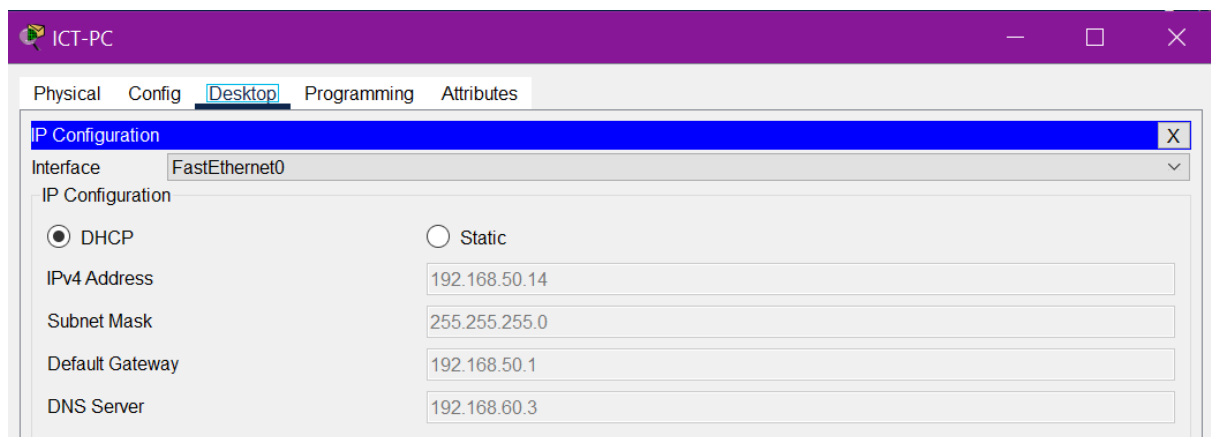 ICT-PC
Physical Config Desktop Programming Attributes
IP Configuration X
Interface FastEthernet0
IP Configuration
DHCP Static
IPv4 Address 192.168.50.14
Subnet Mask 255.255.255.0
Default Gateway 192.168.50.1
DNS Server 192.168.60.3